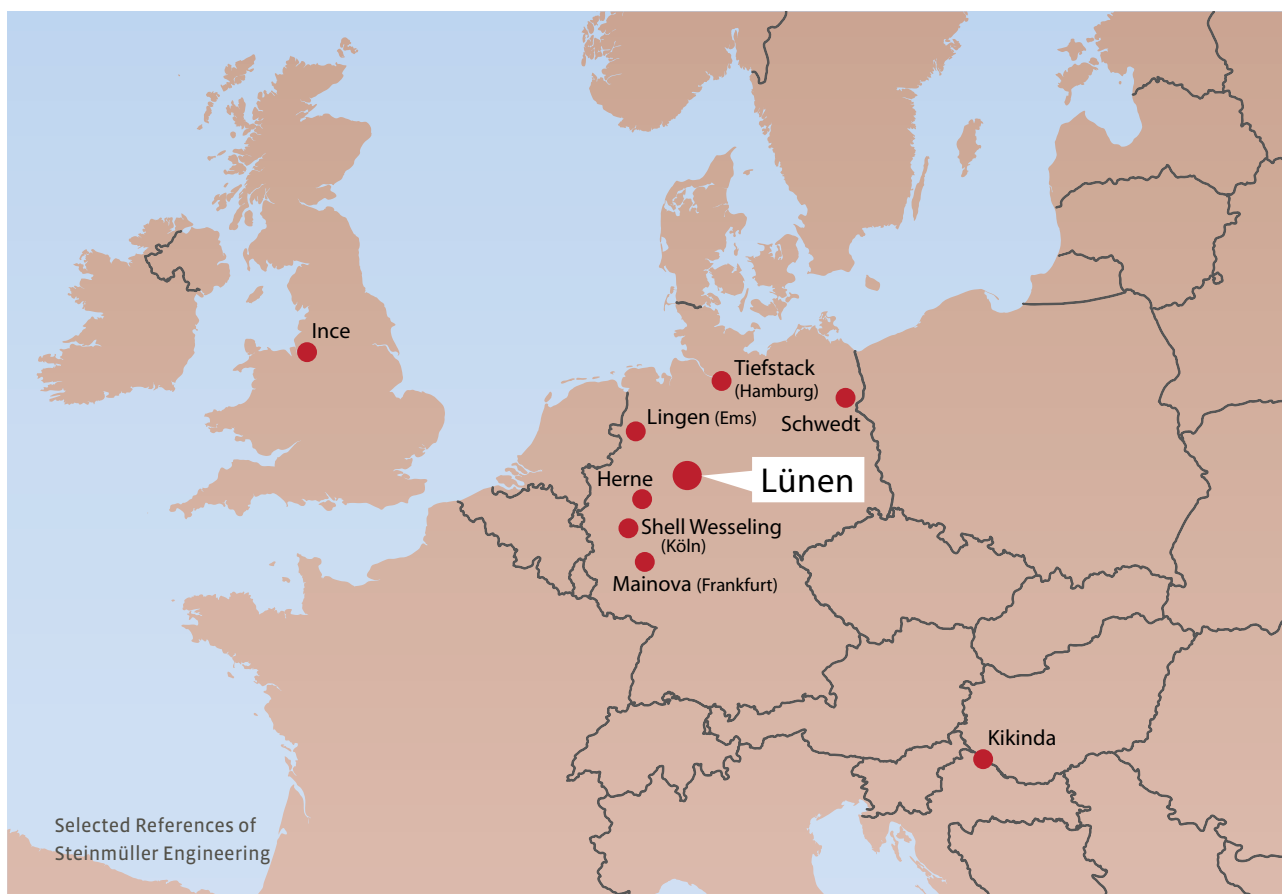 Ince
Tiefstack
(Hamburg)
Lingen (Ems)
Schwedt
Lünen
Herne
Shell Wesseling
(Köln)
Mainova (Frankfurt)
Kikinda
Selected References of
Steinmüller Engineering